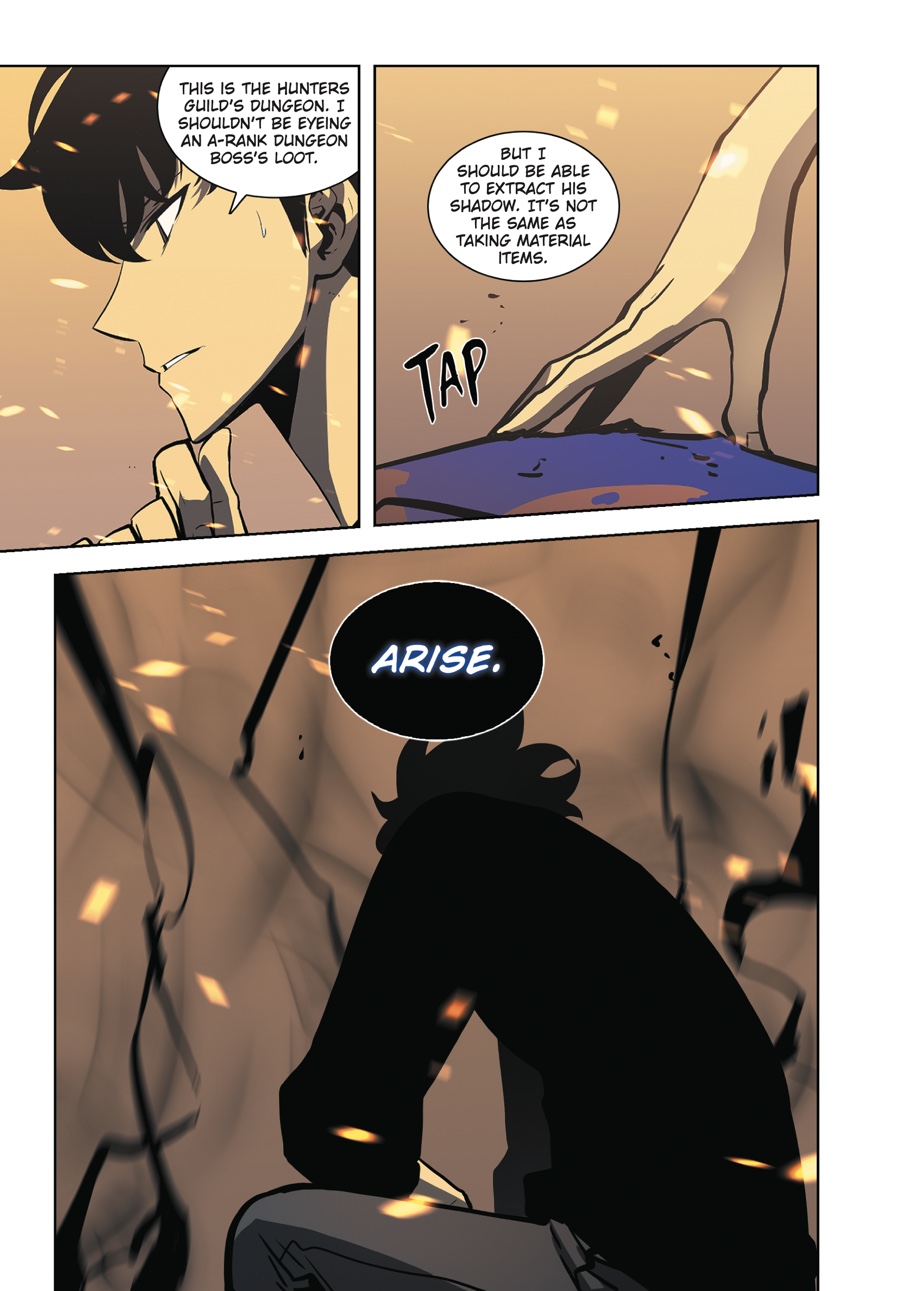 THIS IS THE HUNTERS
GUILD'S DUNGEON. I
SHOULDN'T BE EYEING
AN A-RANK DUNGEON
BOSS'S LOOT.
BUT I
SHOULD BE ABLE
TO EXTRACT HIS
SHADOW. IT'S NOT
THE SAME AS
TAKING MATERIAL
ITEMS.
TAP
ARISE.